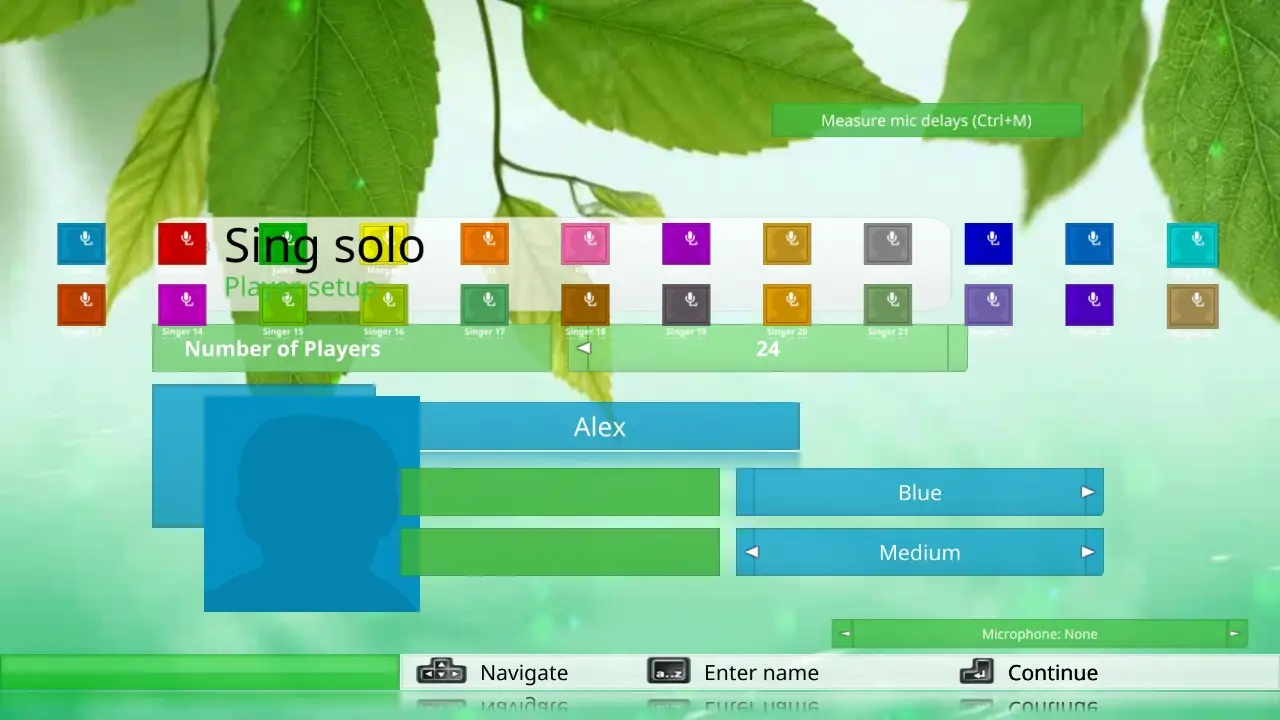 Measure mic delays (Ctrl+M)
Sing solo
Player setup
Singer 14
Singer 15
Singer 16
Singer 17
Singer 18
Singer 19
Singer 20
Singer 21
Number of Players
24
Alex
Blue
Medium
Microphone: None
Navigate
Enter name
Continue